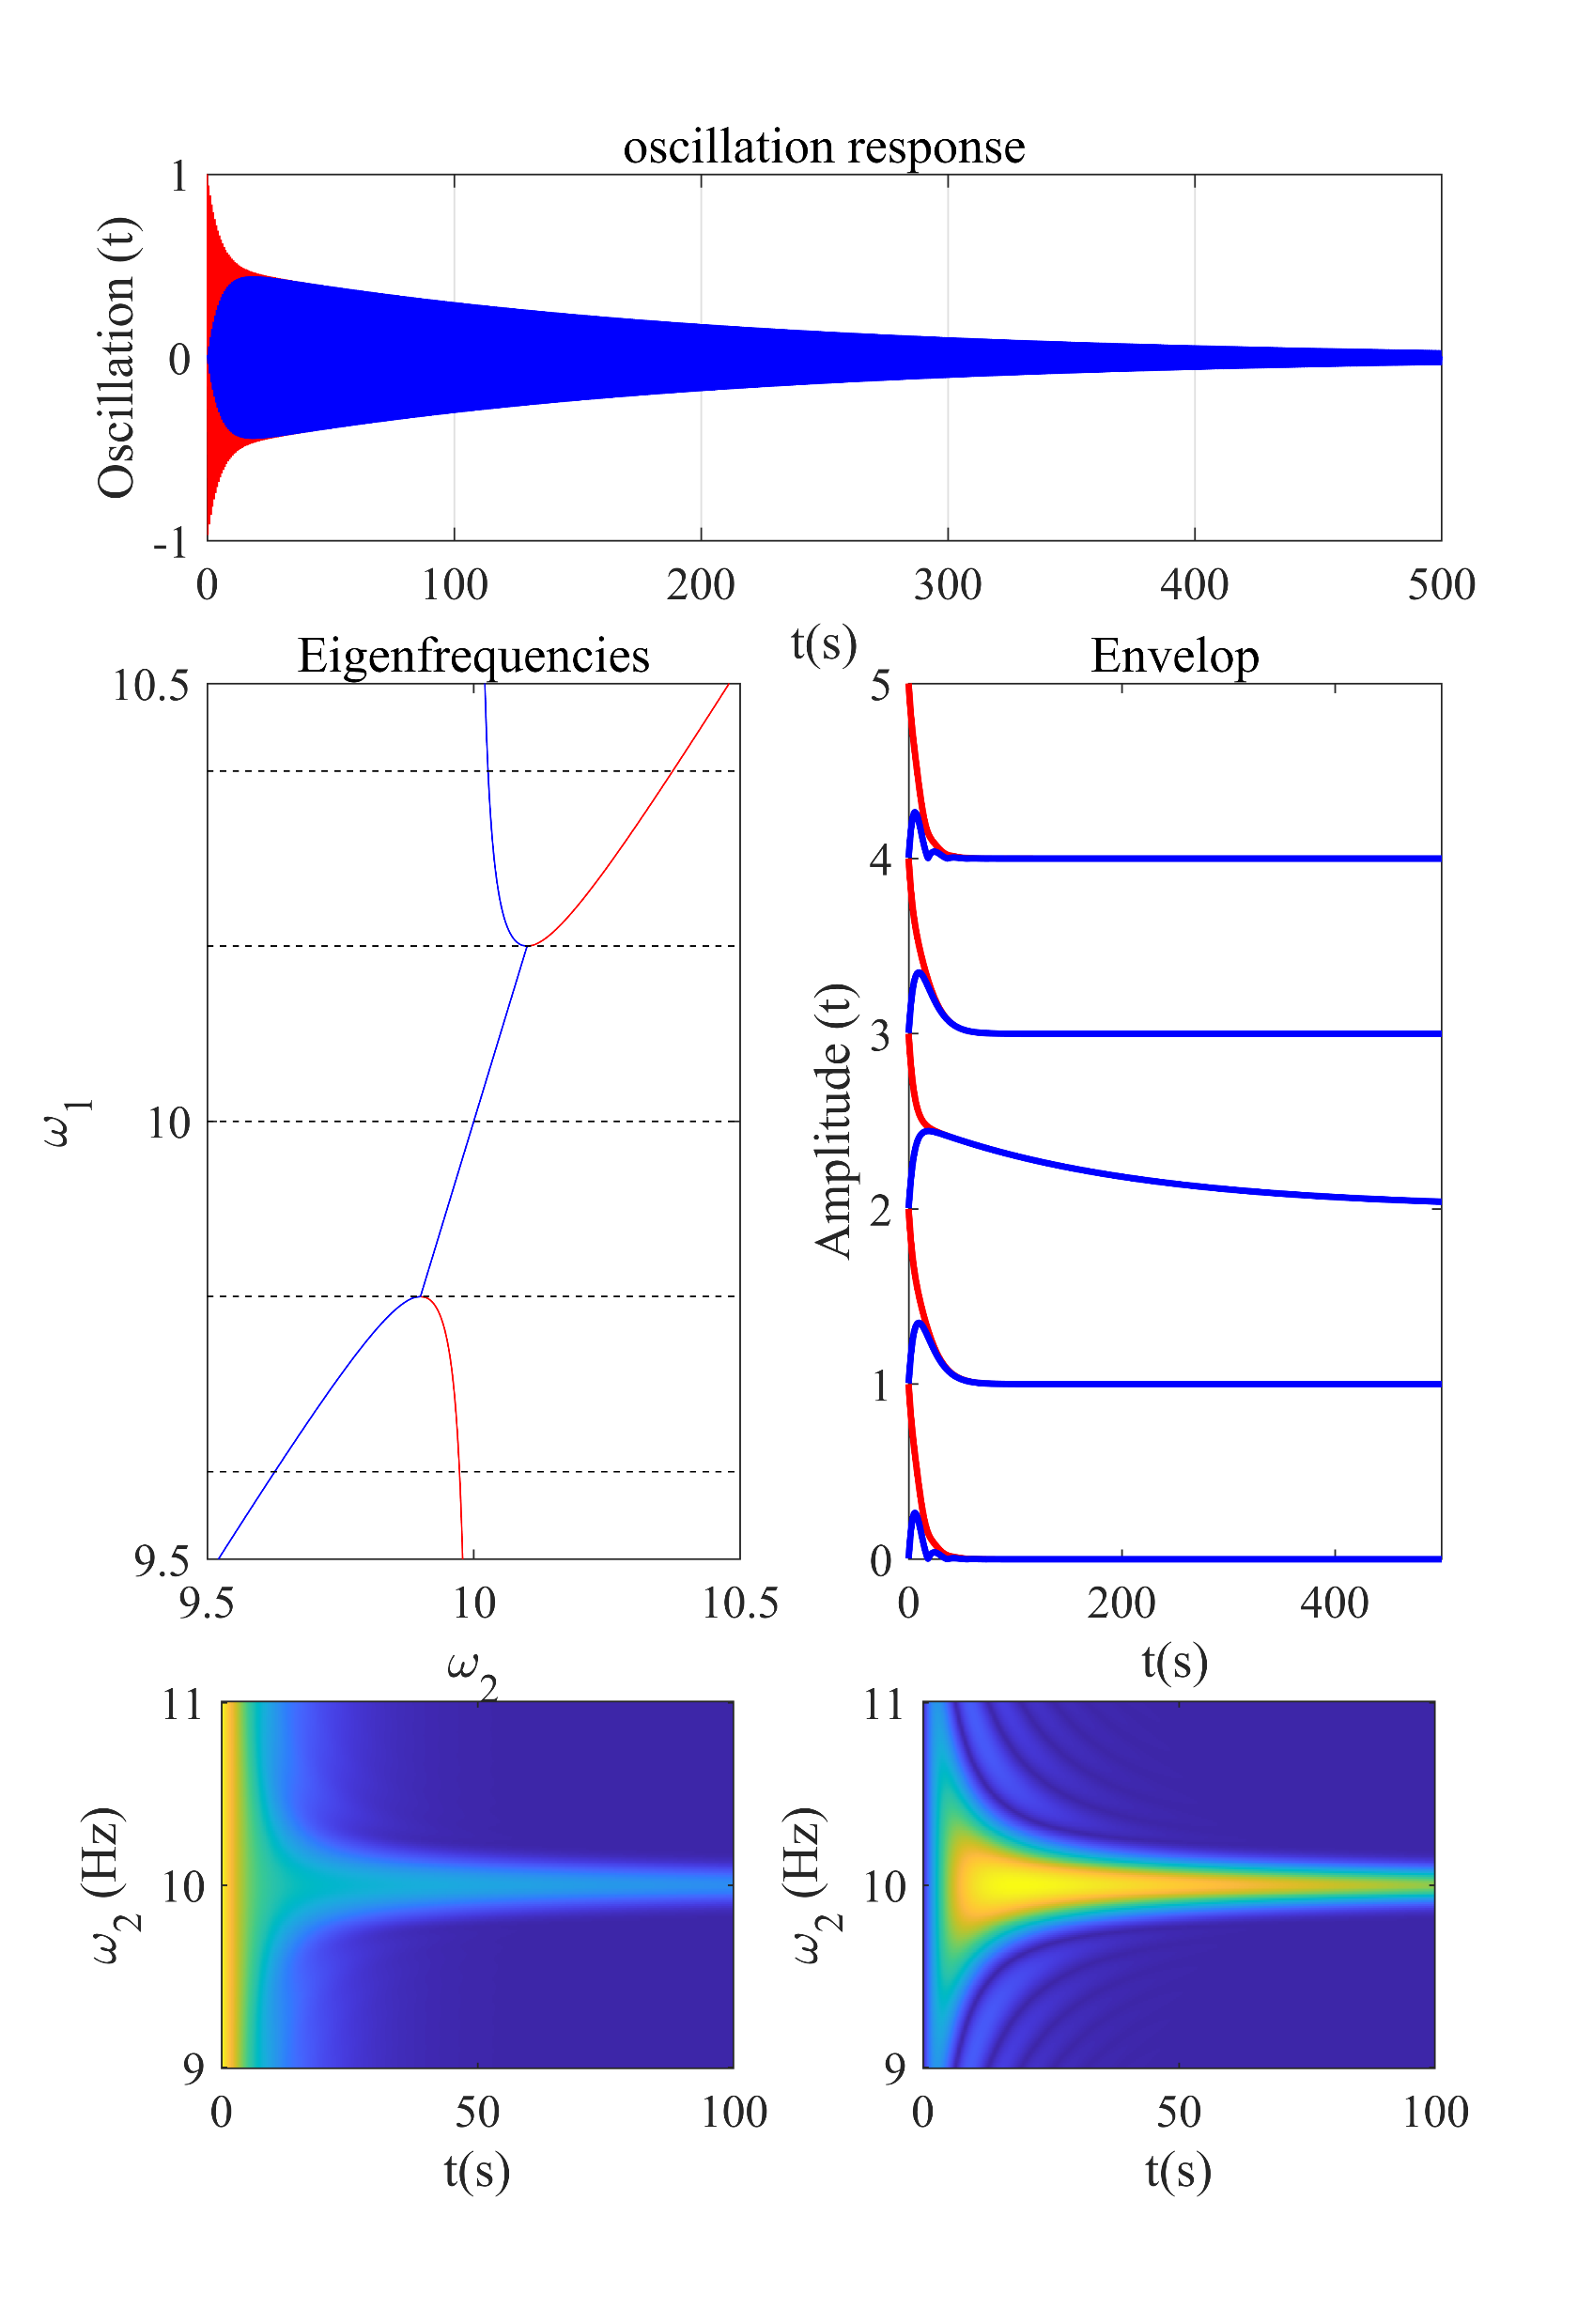 oscillation response
Oscillation (t)
1
0
-1
0 100 200 300 400 500
t(s)
Eigenfrequencies
ω1
10.5
10
9.5
9.5 10 10.5
ω2
Envelop
Amplitude (t)
5
4
3
2
1
0
0 200 400
t(s)
ω2 (Hz)
11
10
9
0 50 100
t(s)
ω2 (Hz)
11
10
9
0 50 100
t(s)